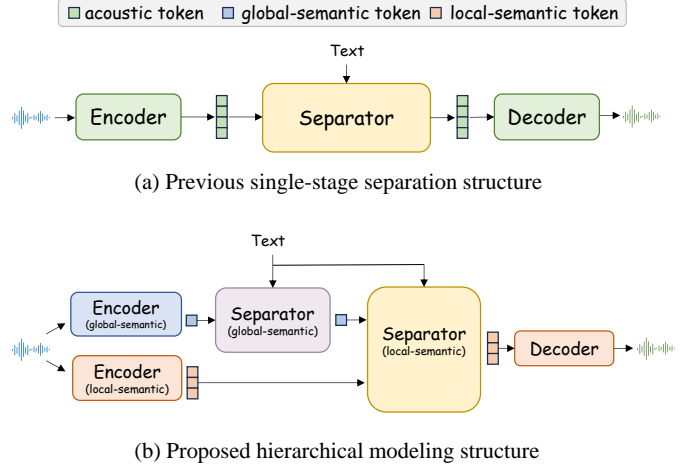 acoustic token global-semantic token local-semantic token
Text
Encoder Separator Decoder
(a) Previous single-stage separation structure
Text
Encoder
(global-semantic)
Separator
(global-semantic)
Separator
(local-semantic)
Encoder
(local-semantic)
Decoder
(b) Proposed hierarchical modeling structure